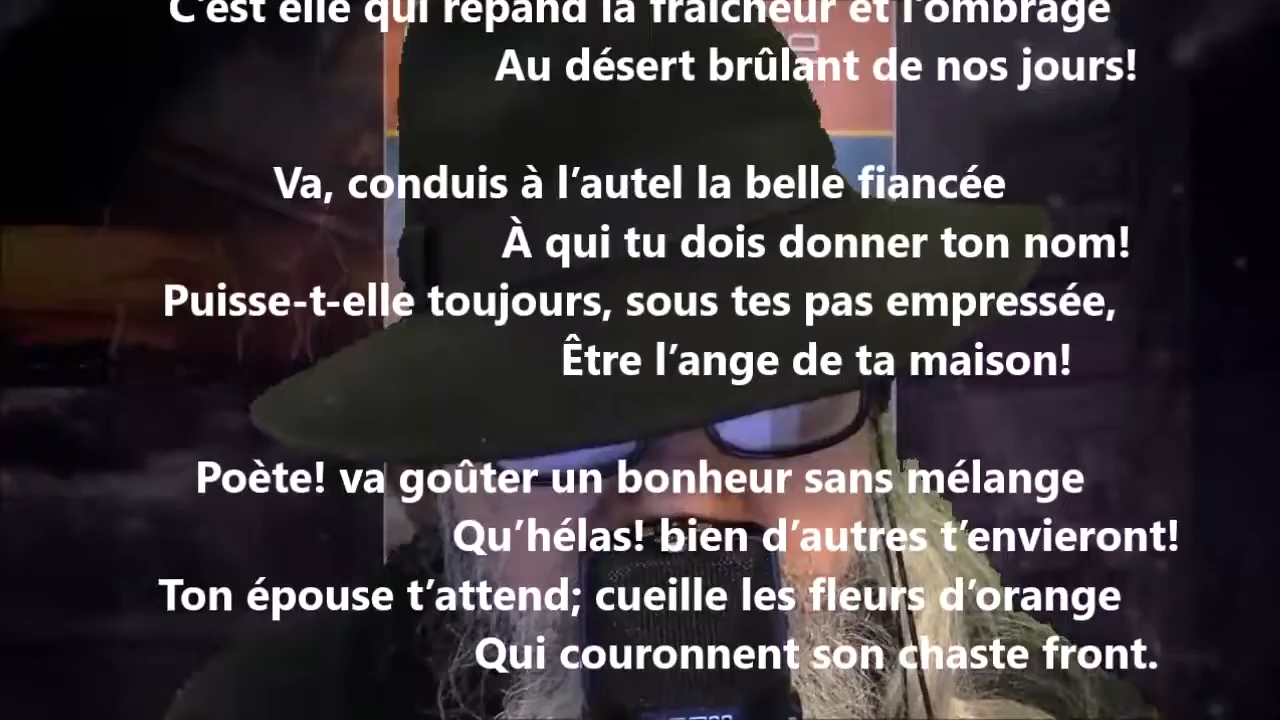 C’est elle qui répand la fraîcheur et l’ombrage
Au désert brûlant de nos jours!
Va, conduis à l’autel la belle fiancée
À qui tu dois donner ton nom!
Puisse-t-elle toujours, sous tes pas empressée,
Être l’ange de ta maison!
Poète! va goûter un bonheur sans mélange
Qu’hélas! bien d’autres t’envieront!
Ton épouse t’attend; cueille les fleurs d’orange
Qui couronnent son chaste front.